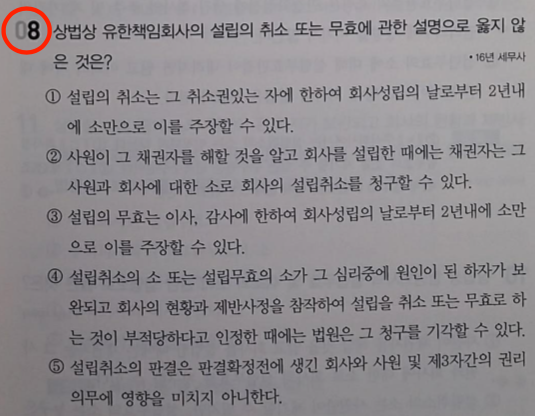 08 상법상 유한책임회사의 설립의 취소 또는 무효에 관한 설명으로 옳지 않
은 것은?
• 16년 세무사
① 설립의 취소는 그 취소권있는 자에 한하여 회사성립의 날로부터 2년내
에 소만으로 이를 주장할 수 있다.
② 사원이 그 채권자를 해할 것을 알고 회사를 설립한 때에는 채권자는 그
사원과 회사에 대한 소로 회사의 설립취소를 청구할 수 있다.
③ 설립의 무효는 이사, 감사에 한하여 회사성립의 날로부터 2년내에 소만
으로 이를 주장할 수 있다.
④ 설립취소의 소 또는 설립무효의 소가 그 심리중에 원인이 된 하자가 보
완되고 회사의 현황과 제반사정을 참작하여 설립을 취소 또는 무효로 하
는 것이 부적당하다고 인정한 때에는 법원은 그 청구를 기각할 수 있다.
⑤ 설립취소의 판결은 판결확정전에 생긴 회사와 사원 및 제3자간의 권리
의무에 영향을 미치지 아니한다.